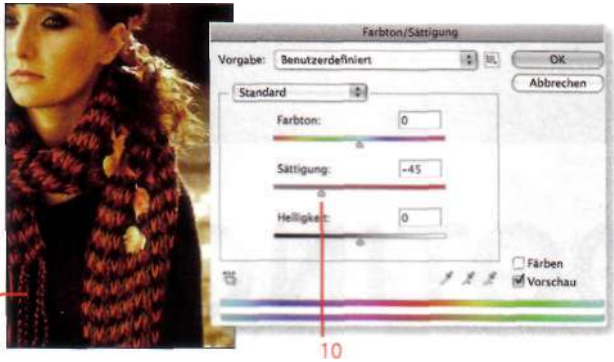 Farbton/Sättigung
Vorgabe: Benutzerdefiniert
OK
Abbrechen
Standard
Farbton: 0
Sättigung: -45
Helligkeit: 0
Färben
Vorschau
10